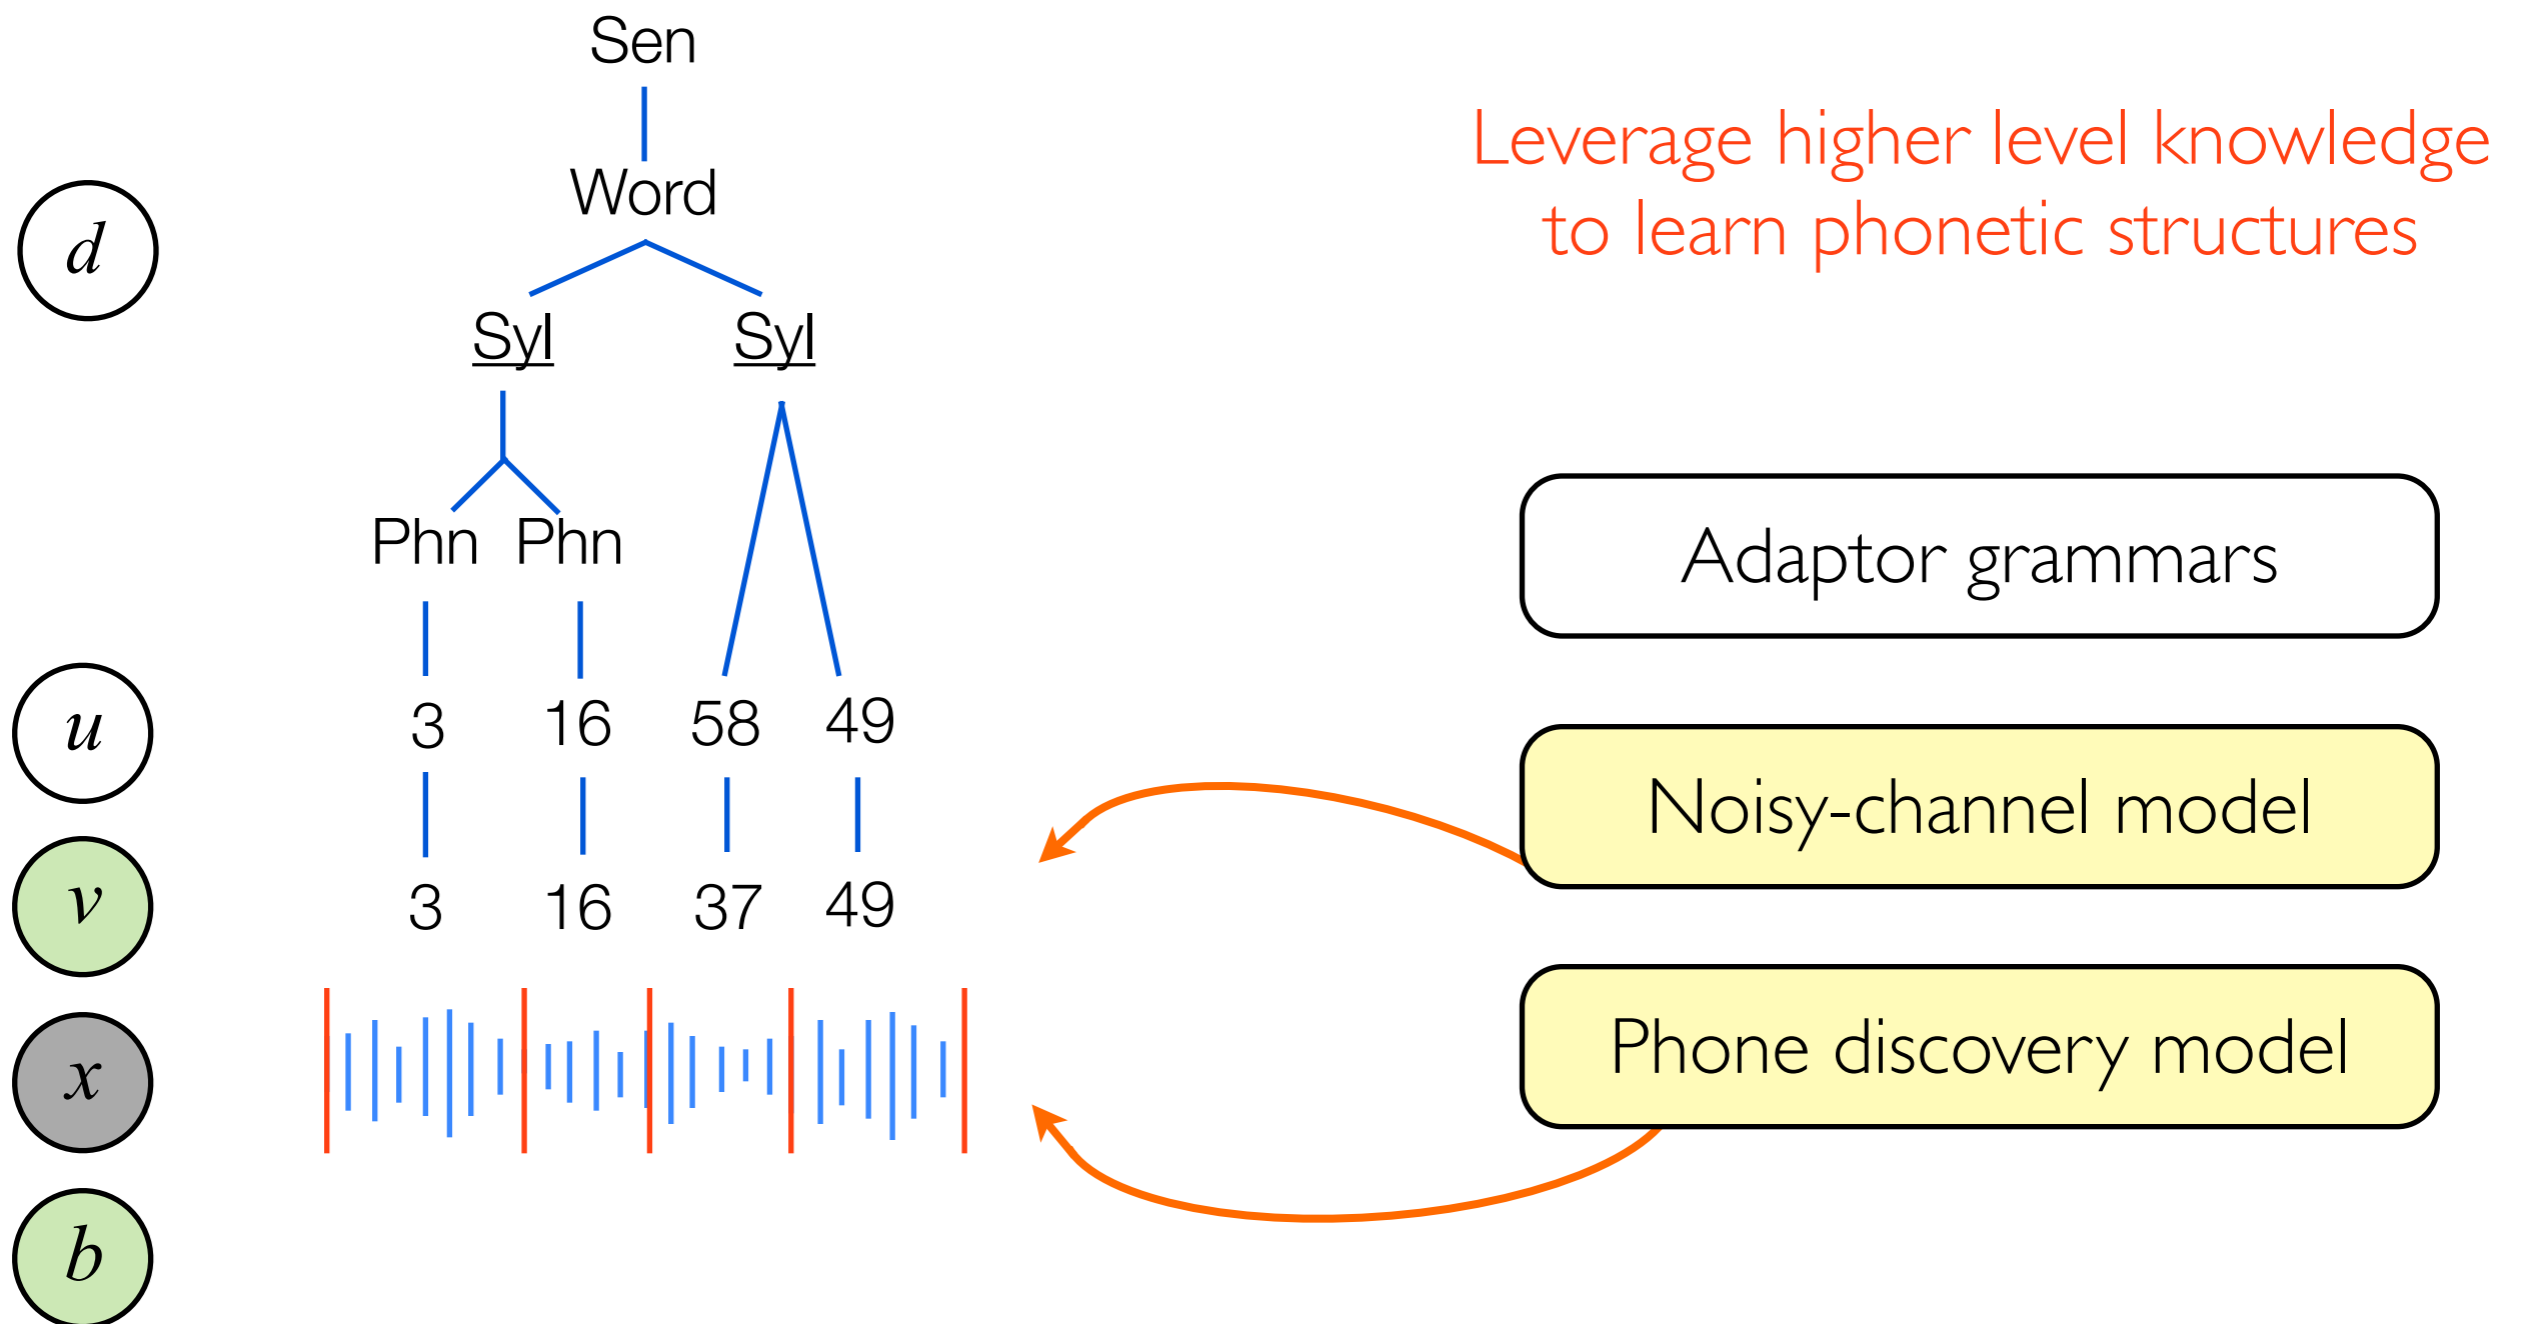 Sen
Leverage higher level knowledge
to learn phonetic structures
Word
d
Syl Syl
Phn Phn
Adaptor grammars
u
3 16 58 49
Noisy-channel model
v
3 16 37 49
Phone discovery model
x
b